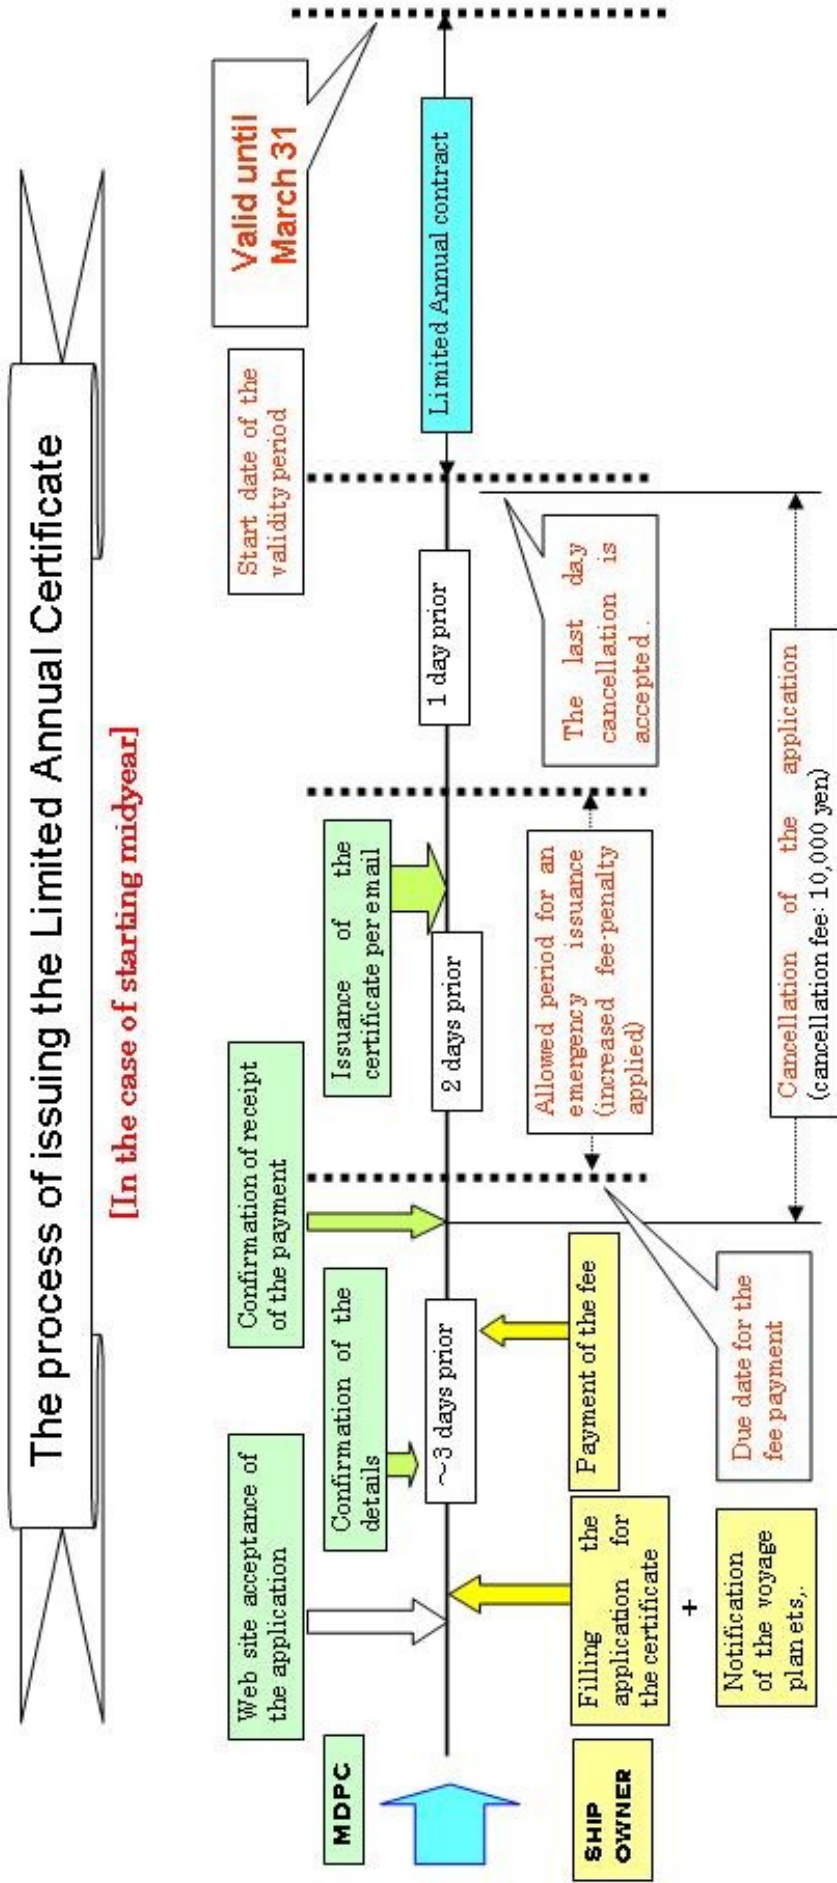 The process of issuing the Limited Annual Certificate
[In the case of starting midyear]
Web site acceptance of
the application
Confirmation of receipt
of the payment
Start date of the
validity period
Valid until
March 31
MDPC
Confirmation of the
details
Issuance of the
certificate per email
~3 days prior
2 days prior
1 day prior
Limited Annual contract
SHIP
OWNER
Filling the
application for
the certificate
+
Notification
of the voyage
plan ets,.
Payment of the fee
Due date for the
fee payment
Allowed period for an
emergency issuance
(increased fee-penalty
applied)
The last day
cancellation is
accepted.
Cancellation of the application
(cancellation fee: 10,000 yen)